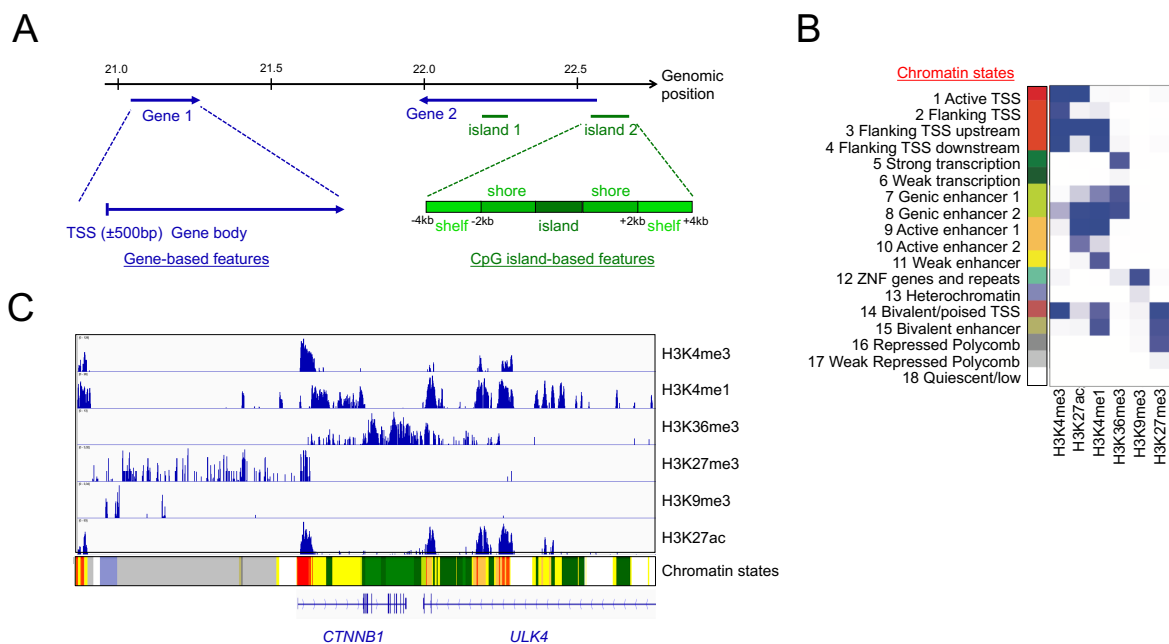 A
21.0
21.5
22.0
22.5
Genomic
position
Gene 1
Gene 2
island 1
island 2
shore
shore
-4kb
-2kb
+2kb
+4kb
shelf
island
shelf
TSS (±500bp) Gene body
Gene-based features
CpG island-based features
B
Chromatin states
1 Active TSS
2 Flanking TSS
3 Flanking TSS upstream
4 Flanking TSS downstream
5 Strong transcription
6 Weak transcription
7 Genic enhancer 1
8 Genic enhancer 2
9 Active enhancer 1
10 Active enhancer 2
11 Weak enhancer
12 ZNF genes and repeats
13 Heterochromatin
14 Bivalent/poised TSS
15 Bivalent enhancer
16 Repressed Polycomb
17 Weak Repressed Polycomb
18 Quiescent/low
H3K4me3
H3K27ac
H3K4me1
H3K36me3
H3K9me3
H3K27me3
C
H3K4me3
H3K4me1
H3K36me3
H3K27me3
H3K9me3
H3K27ac
Chromatin states
CTNNB1
ULK4